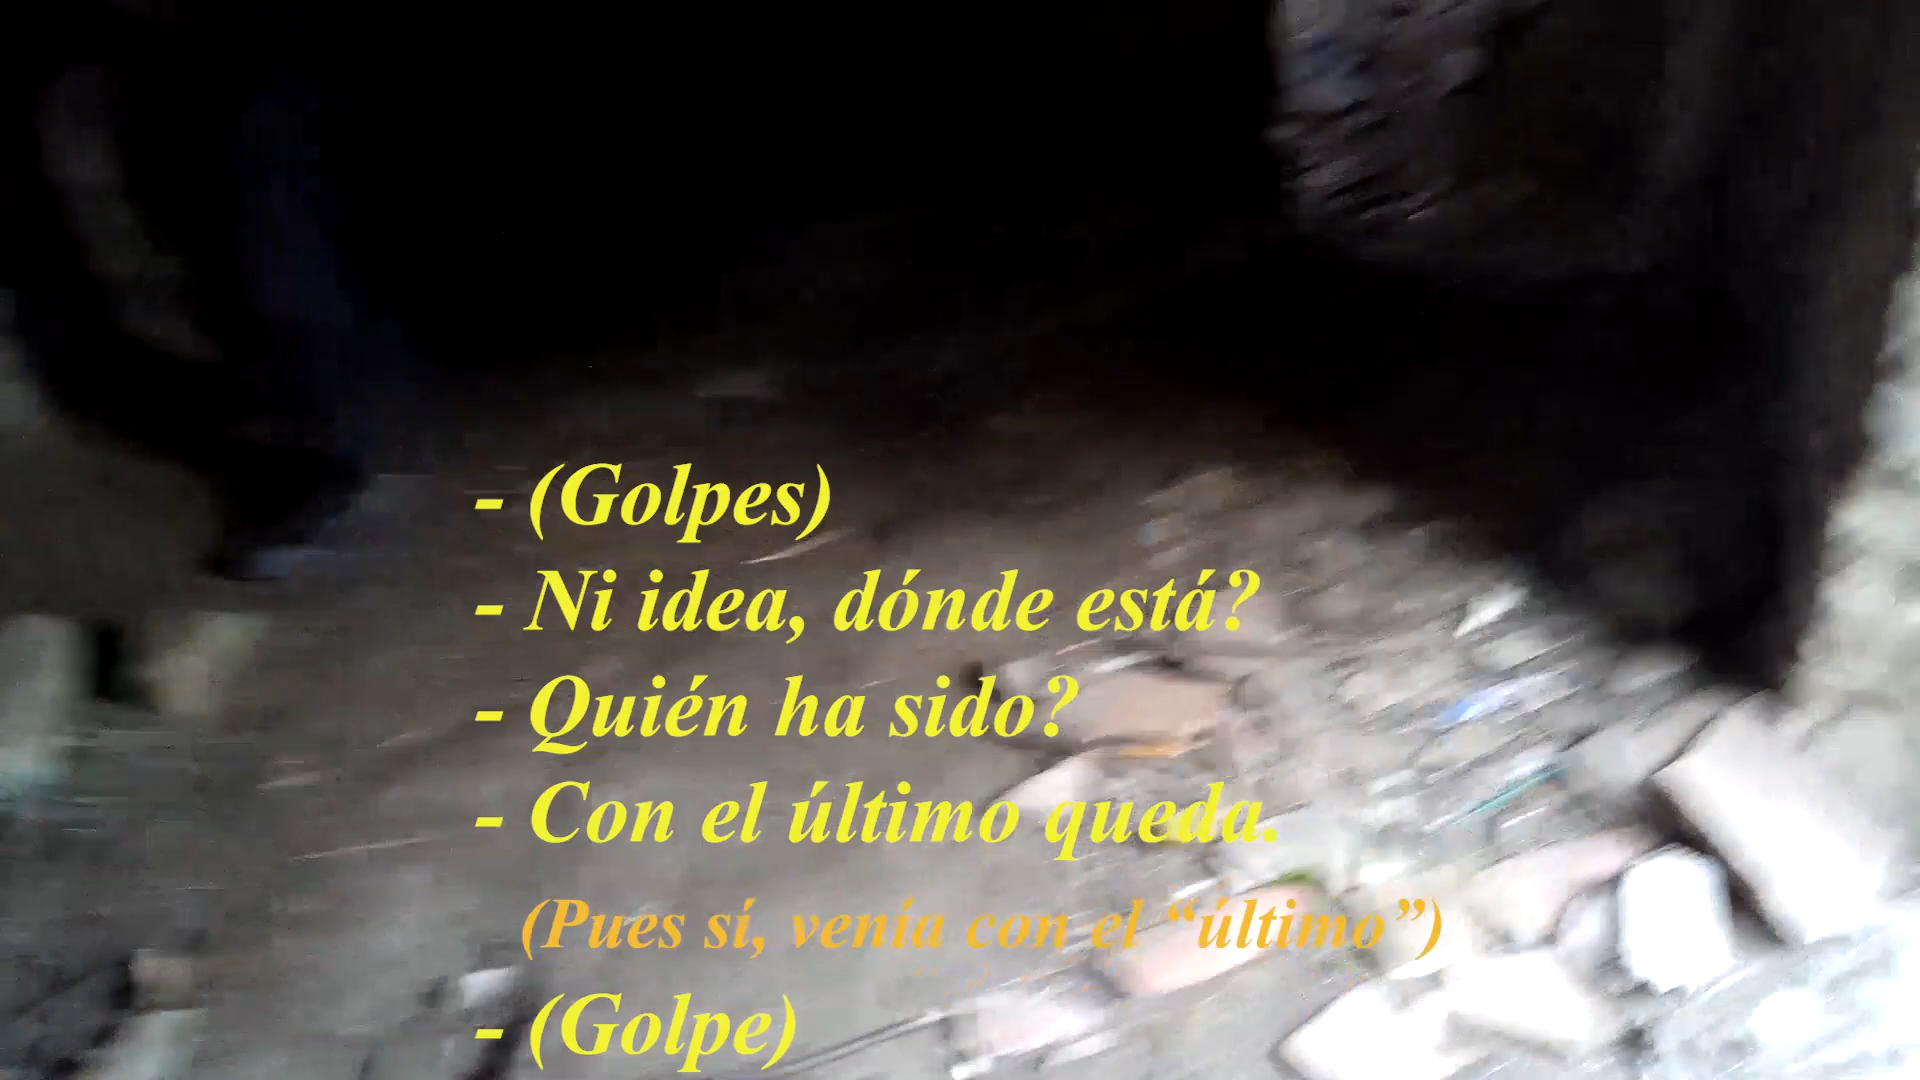 - (Golpes)
- Ni idea, dónde está?
- Quién ha sido?
- Con el último queda.
(Pues sí, venía con el “último”)
- (Golpe)